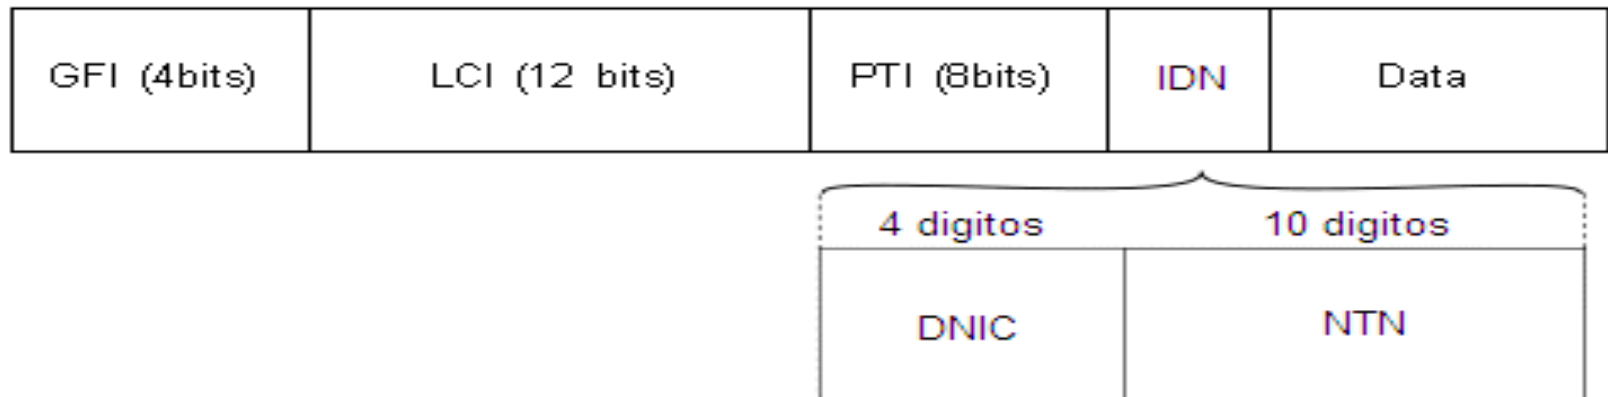 GFI (4bits) LCI (12 bits) PTI (8bits) IDN Data
4 digitos 10 digitos
DNIC NTN